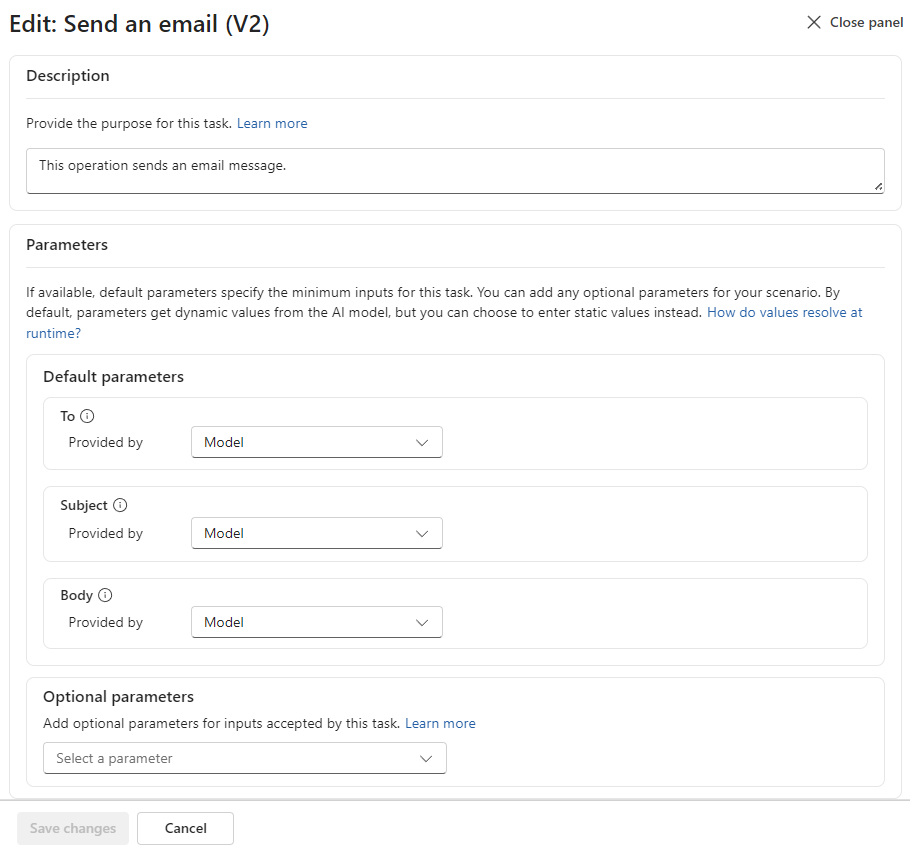 Edit: Send an email (V2)
Close panel
Description
Provide the purpose for this task. Learn more
This operation sends an email message.
Parameters
If available, default parameters specify the minimum inputs for this task. You can add any optional parameters for your scenario. By
default, parameters get dynamic values from the AI model, but you can choose to enter static values instead. How do values resolve at
runtime?
Default parameters
To
Provided by
Model
Subject
Provided by
Model
Body
Provided by
Model
Optional parameters
Add optional parameters for inputs accepted by this task. Learn more
Select a parameter
Save changes
Cancel